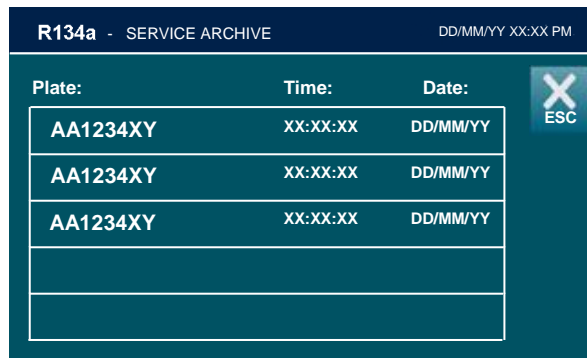 R134a - SERVICE ARCHIVE DD/MM/YY XX:XX PM
Plate: Time: Date:
ESC
AA1234XY XX:XX:XX DD/MM/YY
AA1234XY XX:XX:XX DD/MM/YY
AA1234XY XX:XX:XX DD/MM/YY